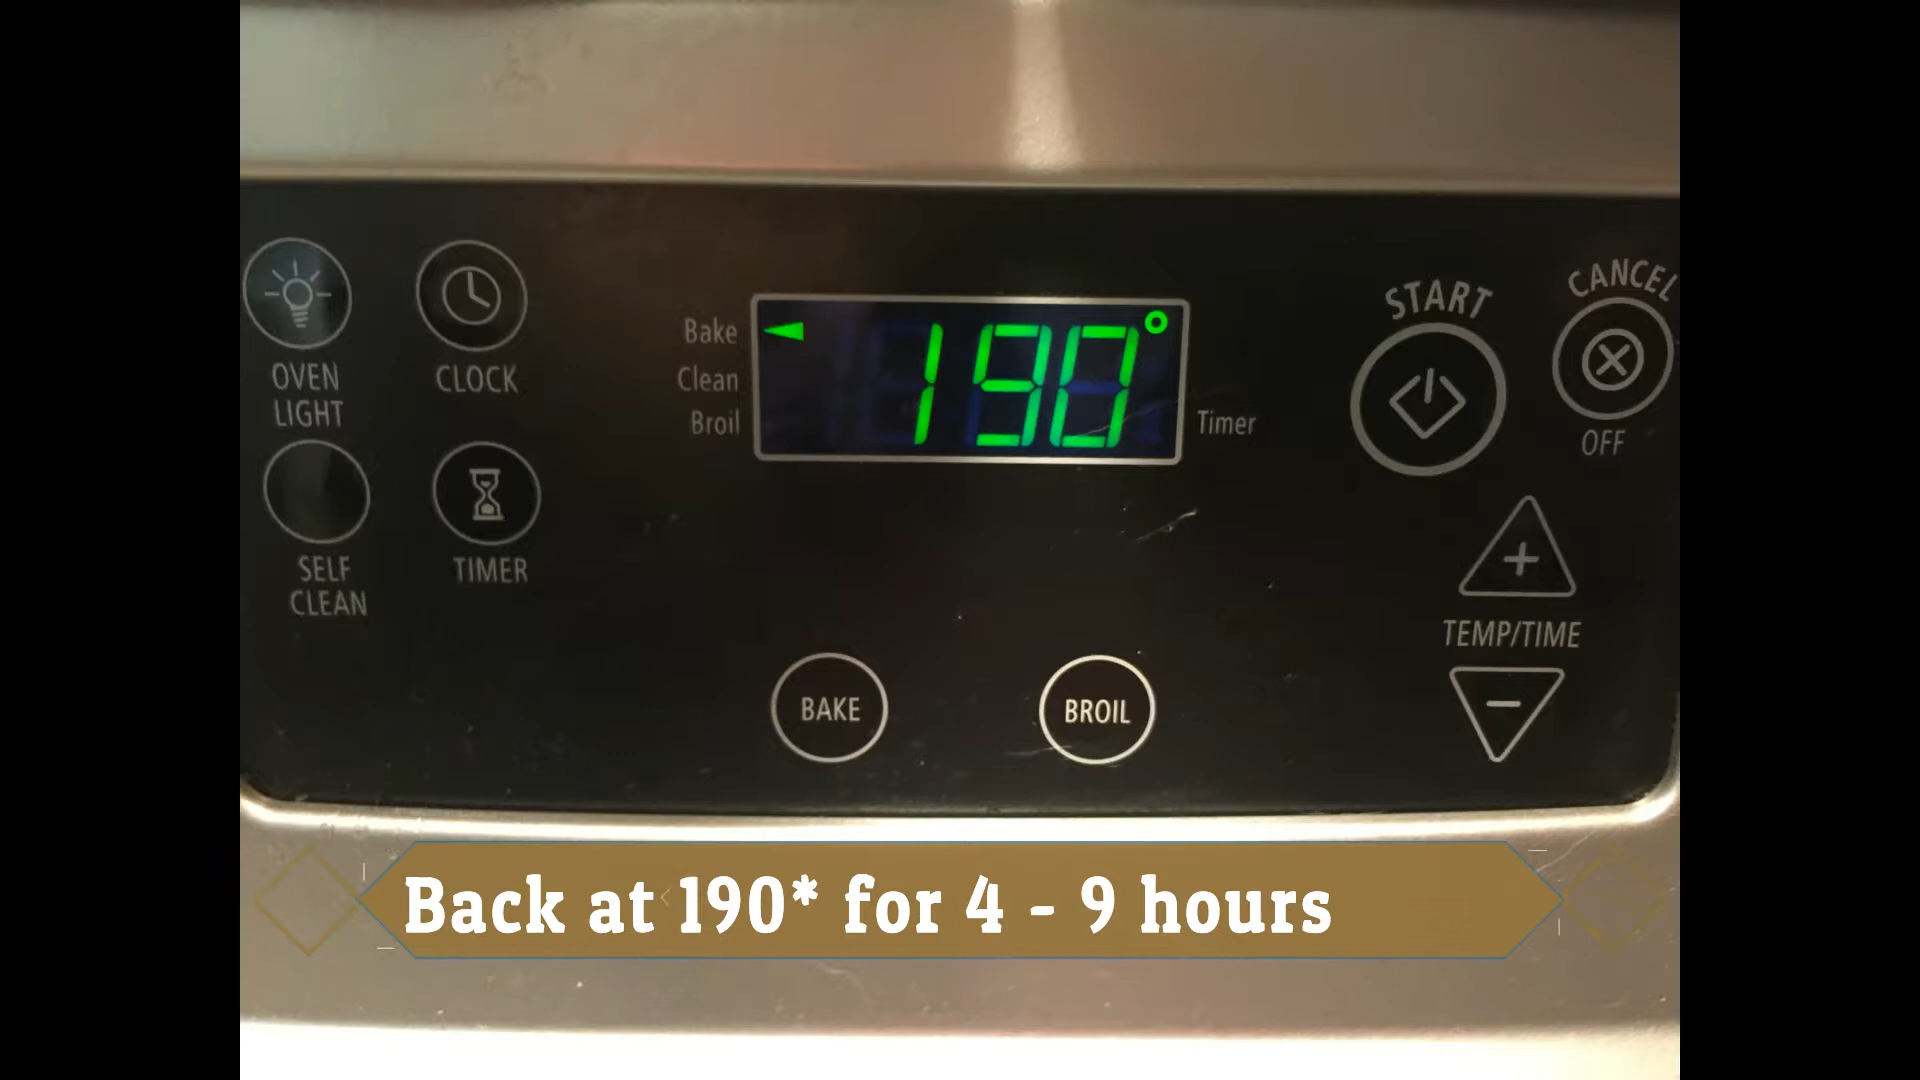 OVEN
LIGHT
CLOCK
Bake
Clean
Broil
190°
Timer
START
CANCEL
OFF
SELF
CLEAN
TIMER
TEMP/TIME
BAKE
BROIL
Back at 190* for 4 - 9 hours